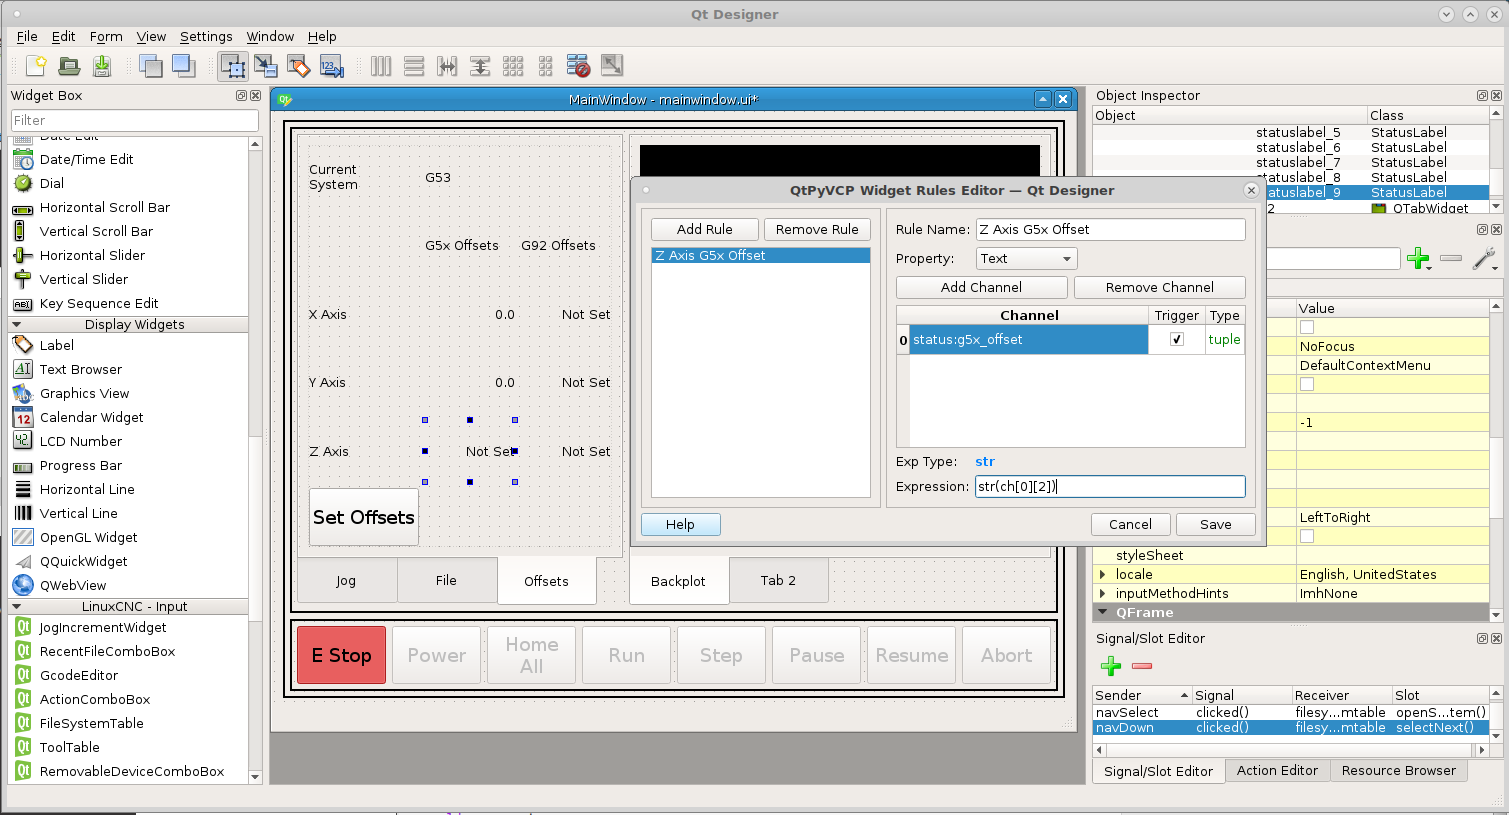 Qt Designer
File Edit Form View Settings Window Help
Widget Box
Filter
Date Edit
Date/Time Edit
Dial
Horizontal Scroll Bar
Vertical Scroll Bar
Horizontal Slider
Vertical Slider
Key Sequence Edit
Display Widgets
Label
Text Browser
Graphics View
Calendar Widget
LCD Number
Progress Bar
Horizontal Line
Vertical Line
OpenGL Widget
QQuickWidget
QWebView
LinuxCNC - Input
JogIncrementWidget
RecentFileComboBox
GcodeEditor
ActionComboBox
FileSystemTable
ToolTable
RemovableDeviceComboBox
MainWindow - mainwindow.ui*
Current
System
G53
G5x Offsets G92 Offsets
X Axis 0.0 Not Set
Y Axis 0.0 Not Set
Z Axis Not Set Not Set
Set Offsets
Jog File Offsets
Backplot Tab 2
E Stop Power Home
All Run Step Pause Resume Abort
QtPyVCP Widget Rules Editor — Qt Designer
Add Rule Remove Rule
Z Axis G5x Offset
Rule Name: Z Axis G5x Offset
Property: Text
Add Channel Remove Channel
Channel Trigger Type
0 status:g5x_offset tuple
Exp Type: str
Expression: str(ch[0][2])
Help Cancel Save
Object Inspector
Object Class
statuslabel_5 StatusLabel
statuslabel_6 StatusLabel
statuslabel_7 StatusLabel
statuslabel_8 StatusLabel
statuslabel_9 StatusLabel
2 QTabWidget
Value
NoFocus
DefaultContextMenu
-1
LeftToRight
styleSheet
locale English, UnitedStates
inputMethodHints ImhNone
QFrame
Signal/Slot Editor
Sender Signal Receiver Slot
navSelect clicked() filesy...mtable openS...tem()
navDown clicked() filesy...mtable selectNext()
Signal/Slot Editor Action Editor Resource Browser